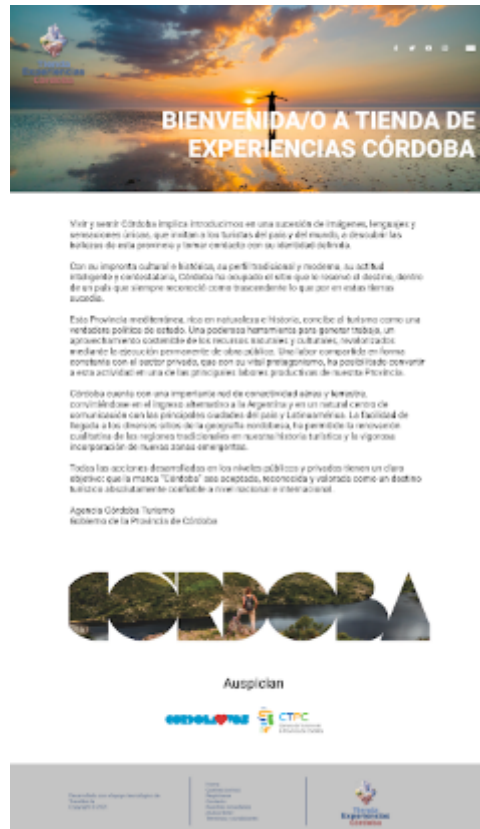 Tienda
Experiencias
Córdoba
BIENVENIDA/O A TIENDA DE
EXPERIENCIAS CÓRDOBA
Vivir y sentir Córdoba implica introducirnos en una sucesión de imágenes, lenguajes y
sensaciones únicas, que invitan a los turistas del país y del mundo, a descubrir las
bellezas de esta provincia y tomar contacto con su identidad definida.
Con su impronta cultural e histórica, su perfil tradicional y moderno, su actitud
inteligente y contestataria, Córdoba ha ocupado el sitio que le reservó el destino, dentro
de un país que siempre reconoció como trascendente lo que por en estas tierras
sucedía.
Esta Provincia mediterránea, rica en naturaleza e historia, concibe al turismo como una
verdadera política de estado. Una poderosa herramienta para generar trabajo, un
aprovechamiento sostenible de los recursos naturales y culturales, revalorizados
mediante la ejecución permanente de obra pública. Una labor compartida en forma
constante con el sector privado, que con su vital protagonismo, ha posibilitado convertir
a esta actividad en una de las principales labores productivas de nuestra Provincia.
Córdoba cuenta con una importante red de conectividad aérea y terrestre,
convirtiéndose en el ingreso alternativo a la Argentina y en un natural centro de
comunicación con las principales ciudades del país y Latinoamérica. La facilidad de
llegada a los diversos sitios de la geografía cordobesa, ha permitido la renovación
cualitativa de las regiones tradicionales en nuestra historia turística y la vigorosa
incorporación de nuevas zonas emergentes.
Todas las acciones desarrolladas en los niveles públicos y privados tienen un claro
objetivo: que la marca "Córdoba" sea aceptada, reconocida y valorada como un destino
turístico absolutamente confiable a nivel nacional e internacional.
Agencia Córdoba Turismo
Gobierno de la Provincia de Córdoba
CÓRDOBA
Auspician
CTPC
Tienda
Experiencias
Córdoba